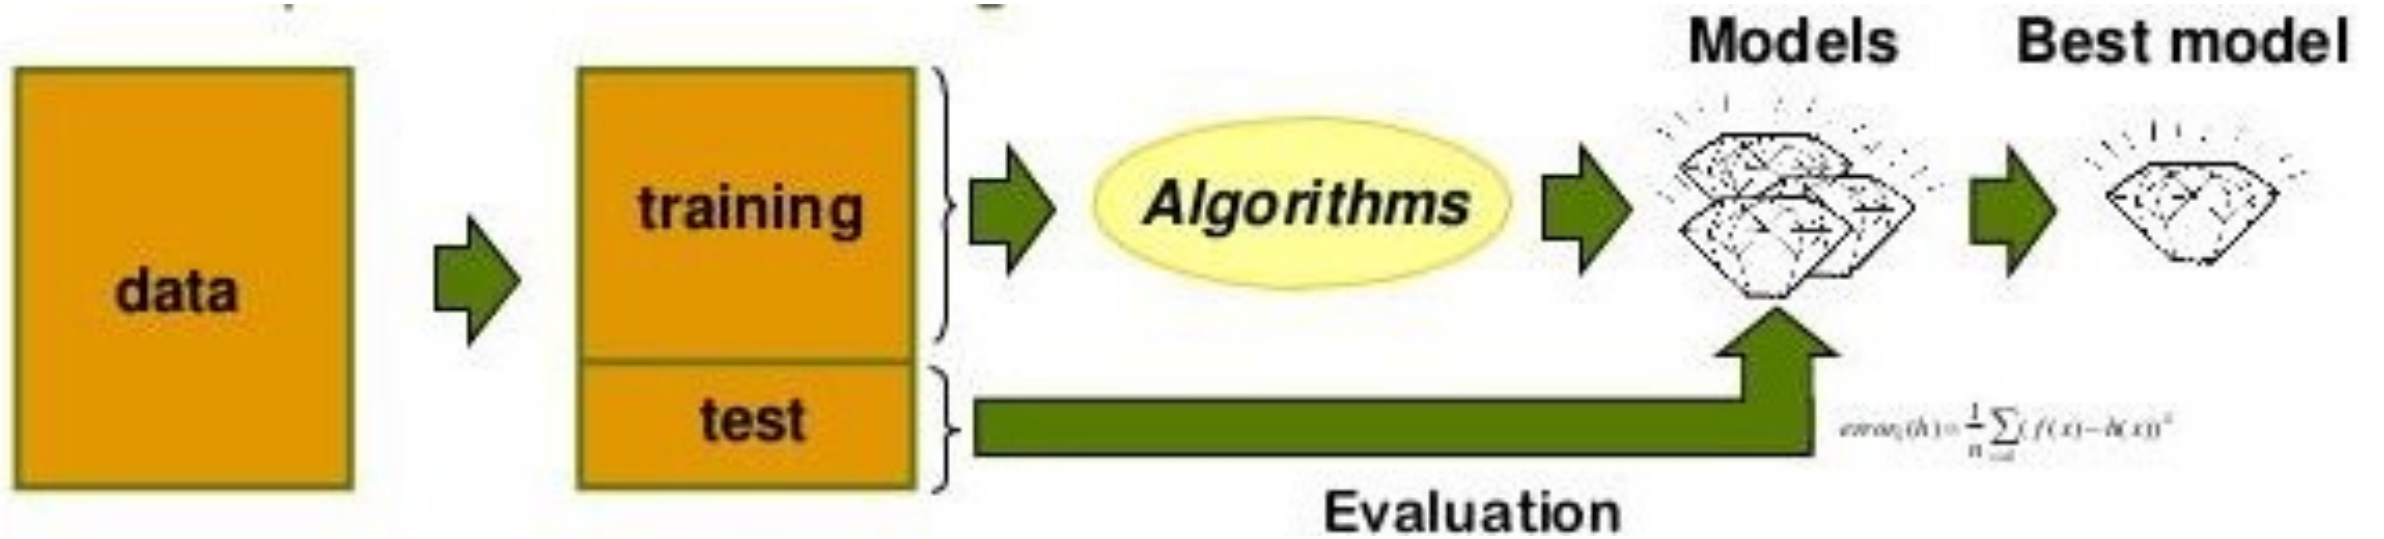 Models
Best model
data
training
test
Algorithms
Evaluation